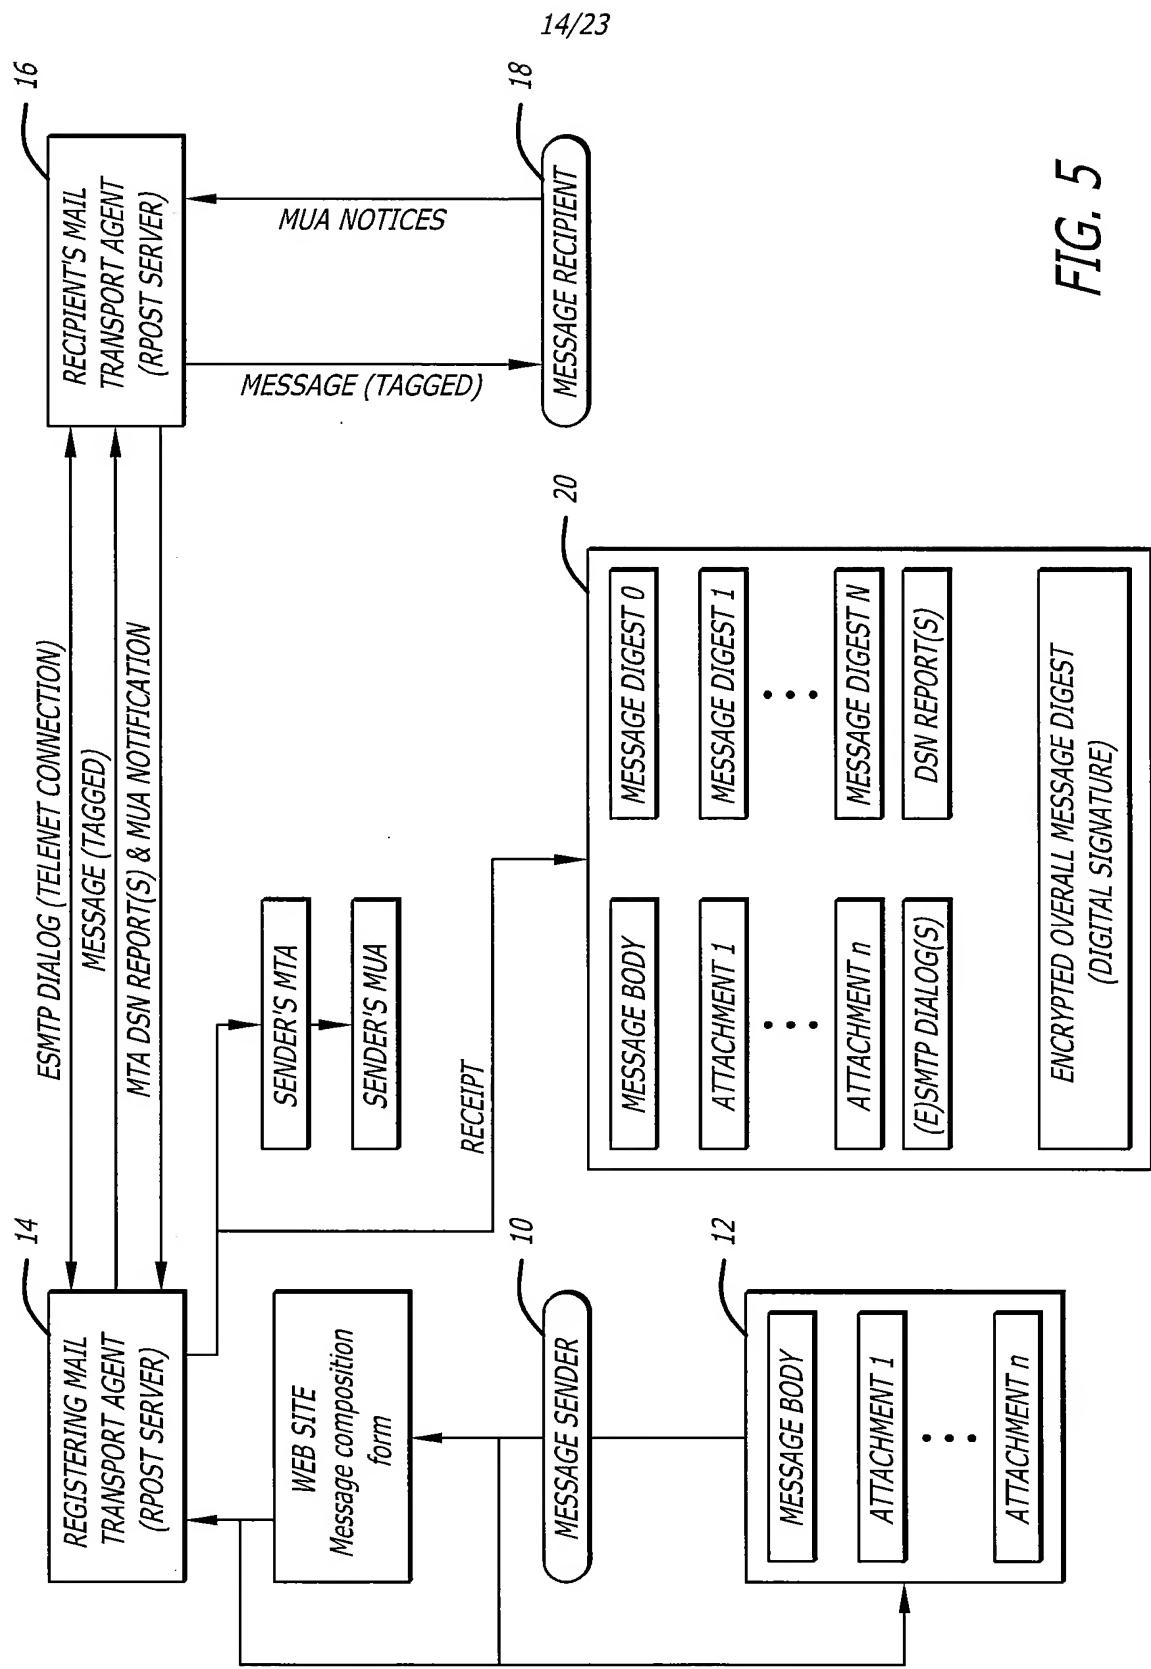 14/23
14
REGISTERING MAIL
TRANSPORT AGENT
(RPOST SERVER)
ESMTP DIALOG (TELENET CONNECTION)
MESSAGE (TAGGED)
MTA DSN REPORT(S) & MUA NOTIFICATION
16
RECIPIENT'S MAIL
TRANSPORT AGENT
(RPOST SERVER)
WEB SITE
Message composition
form
SENDER'S MTA
SENDER'S MUA
RECEIPT
MESSAGE (TAGGED)
MUA NOTICES
10
MESSAGE SENDER
18
MESSAGE RECIPIENT
12
MESSAGE BODY
ATTACHMENT 1
ATTACHMENT n
20
MESSAGE BODY
MESSAGE DIGEST 0
ATTACHMENT 1
MESSAGE DIGEST 1
ATTACHMENT n
MESSAGE DIGEST N
(E)SMTP DIALOG(S)
DSN REPORT(S)
ENCRYPTED OVERALL MESSAGE DIGEST
(DIGITAL SIGNATURE)
FIG. 5